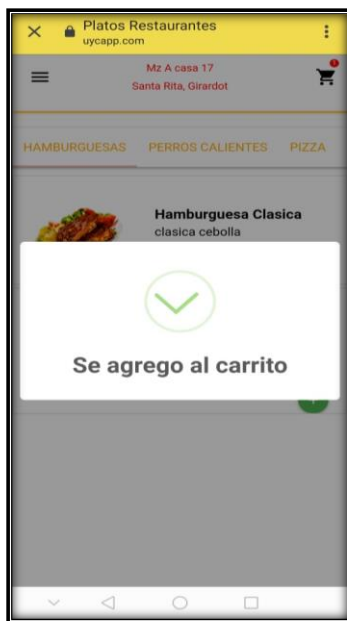 Platos Restaurantes
uycapp.com
Mz A casa 17
Santa Rita, Girardot
HAMBURGUESAS PERROS CALIENTES PIZZA
Hamburguesa Clasica
clasica cebolla
Se agrego al carrito